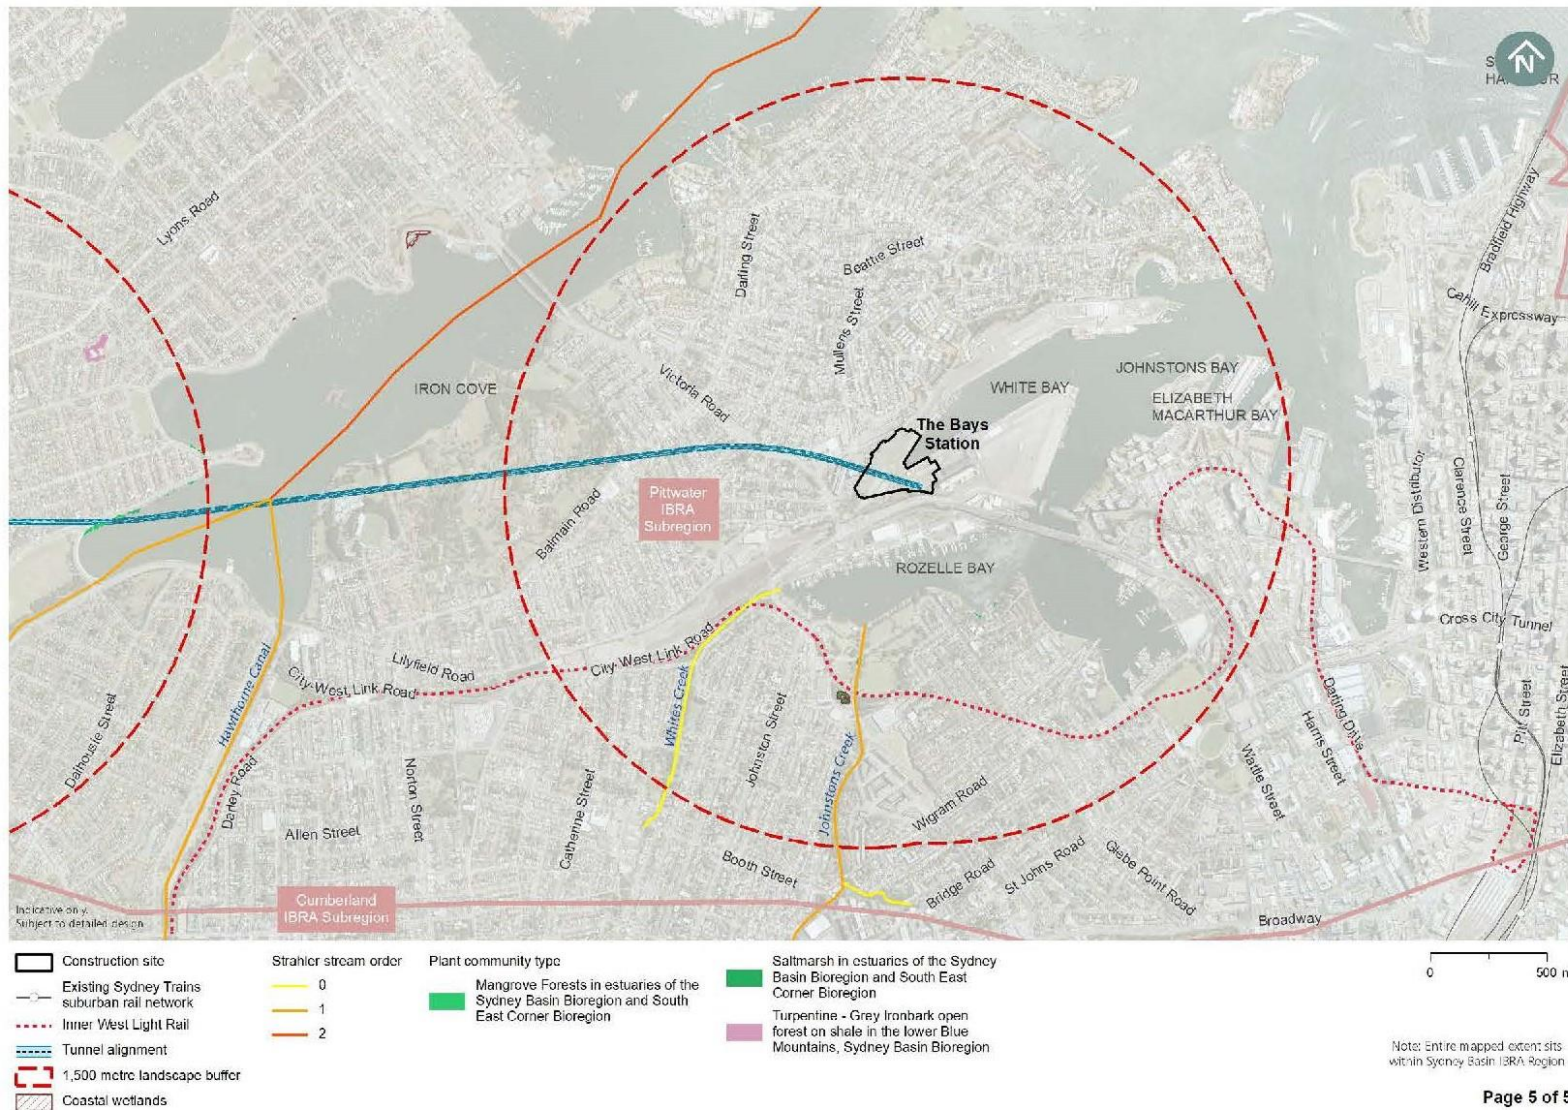 N
HARBOUR
Lyons Road
Bradfield Highway
Darling Street
Beattie Street
Cahill Expressway
Mullens Street
Victoria Road
IRON COVE
WHITE BAY
JOHNSTONS BAY
ELIZABETH
MACARTHUR BAY
The Bays
Station
Pittwater
IBRA
Subregion
Balmain Road
Western Distributor
Clarence Street
George Street
ROZELLE BAY
Cross City Tunnel
City-West Link Road
Lilyfield Road
City-West Link Road
Hawthorne Canal
Whites Creek
Dalhousie Street
Darley Road
Norton Street
Johnston Street
Johnstons Creek
Catherine Street
Allen Street
Wigram Road
Darling Drive
Harris Street
Wattle Street
Pitt Street
Elizabeth Street
Booth Street
Bridge Road
St Johns Road
Glebe Point Road
Broadway
Cumberland
IBRA Subregion
Indicative only.
Subject to detailed design
Construction site
Existing Sydney Trains
suburban rail network
Inner West Light Rail
Tunnel alignment
1,500 metre landscape buffer
Coastal wetlands
Strahler stream order
0
1
2
Plant community type
Mangrove Forests in estuaries of the
Sydney Basin Bioregion and South
East Corner Bioregion
Saltmarsh in estuaries of the Sydney
Basin Bioregion and South East
Corner Bioregion
Turpentine - Grey Ironbark open
forest on shale in the lower Blue
Mountains, Sydney Basin Bioregion
0 500 m
Note: Entire mapped extent sits
within Sydney Basin IBRA Region
Page 5 of 5